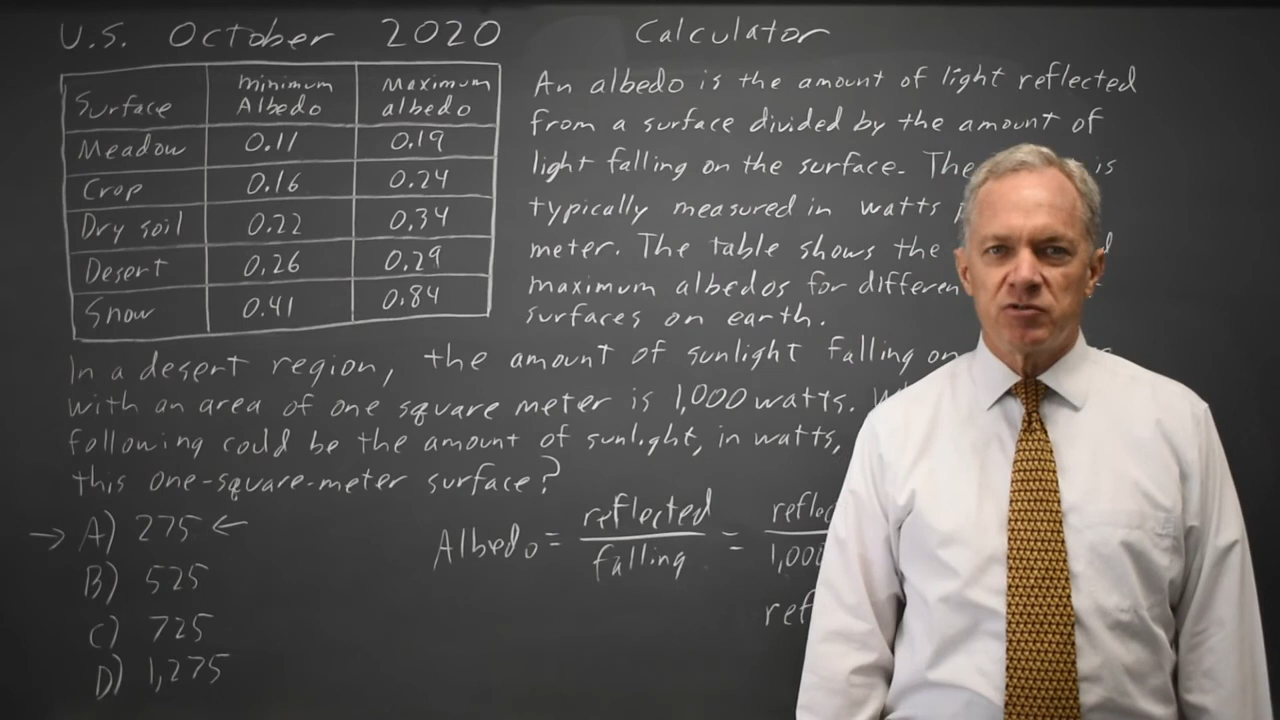 U.S. October 2020
Calculator
Surface minimum Albedo Maximum albedo
Meadow 0.11 0.19
Crop 0.16 0.24
Dry soil 0.22 0.34
Desert 0.26 0.29
Snow 0.41 0.84
An albedo is the amount of light reflected
from a surface divided by the amount of
light falling on the surface. The is
typically measured in watts
meter. The table shows the
maximum albedos for
surfaces on earth.
In a desert region, the amount of sunlight falling on
with an area of one square meter is 1,000 watts.
following could be the amount of sunlight, in watts,
this one-square-meter surface?
→ A) 275 ←
B) 525
C) 725
D) 1,275
Albedo = reflected / falling =
1,000